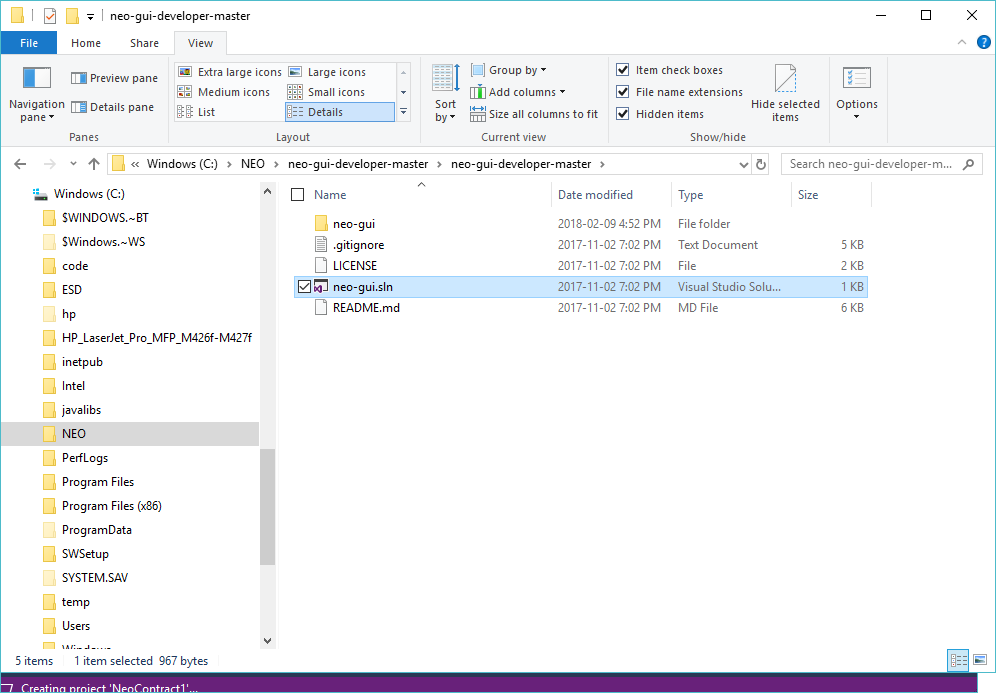 neo-gui-developer-master
File Home Share View
Navigation pane
Preview pane
Details pane
Panes
Extra large icons Large icons
Medium icons Small icons
List Details
Layout
Sort by
Group by
Add columns
Size all columns to fit
Current view
Item check boxes
File name extensions
Hidden items
Hide selected items
Show/hide
Options
« Windows (C:) › NEO › neo-gui-developer-master › neo-gui-developer-master ›
Search neo-gui-developer-m...
Windows (C:)
$WINDOWS.~BT
$Windows.~WS
code
ESD
hp
HP_LaserJet_Pro_MFP_M426f-M427f
inetpub
Intel
javalibs
NEO
PerfLogs
Program Files
Program Files (x86)
ProgramData
SWSetup
SYSTEM.SAV
temp
Users
Windows
Name Date modified Type Size
neo-gui 2018-02-09 4:52 PM File folder
.gitignore 2017-11-02 7:02 PM Text Document 5 KB
LICENSE 2017-11-02 7:02 PM File 2 KB
neo-gui.sln 2017-11-02 7:02 PM Visual Studio Solu... 1 KB
README.md 2017-11-02 7:02 PM MD File 6 KB
5 items 1 item selected 967 bytes
Creating project 'NeoContract1'...